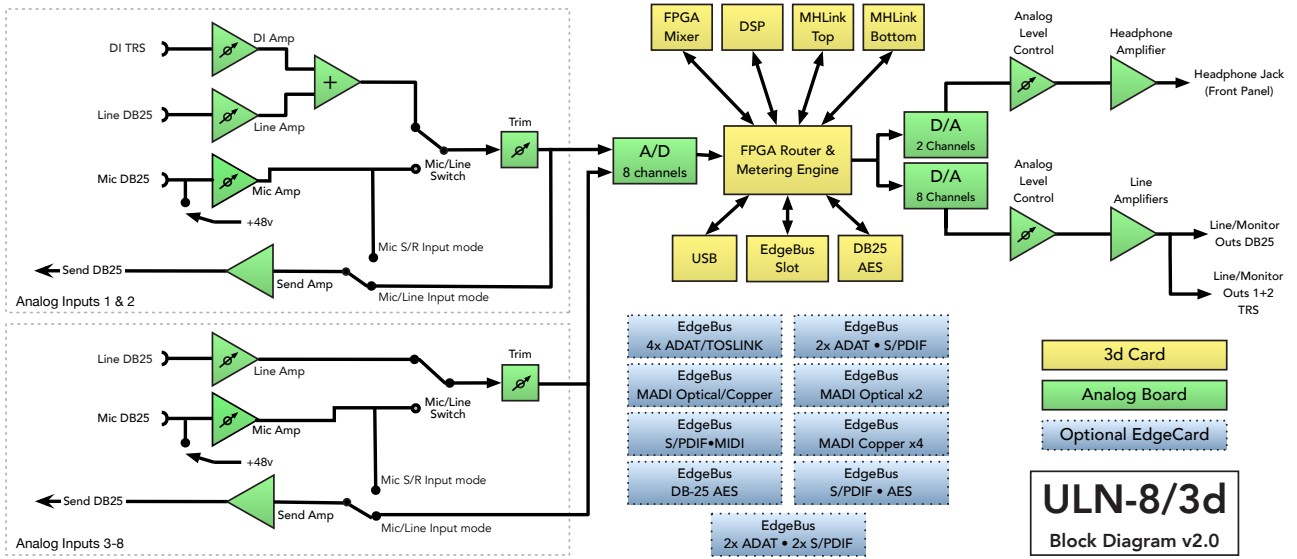 DI TRS
DI Amp
+
Line DB25
Line Amp
Mic DB25
Mic Amp
+48v
Mic/Line
Switch
Trim
Mic S/R Input mode
Send DB25
Send Amp
Mic/Line Input mode
Analog Inputs 1 & 2
Line DB25
Line Amp
Mic DB25
Mic Amp
+48v
Mic/Line
Switch
Trim
Mic S/R Input mode
Send DB25
Send Amp
Mic/Line Input mode
Analog Inputs 3-8
A/D
8 channels
FPGA
Mixer
DSP
MHLink
Top
MHLink
Bottom
FPGA Router &
Metering Engine
USB
EdgeBus
Slot
DB25
AES
D/A
2 Channels
D/A
8 Channels
Analog
Level
Control
Headphone
Amplifier
Headphone Jack
(Front Panel)
Analog
Level
Control
Line
Amplifiers
Line/Monitor
Outs DB25
Line/Monitor
Outs 1+2
TRS
EdgeBus
4x ADAT/TOSLINK
EdgeBus
2x ADAT • S/PDIF
EdgeBus
MADI Optical/Copper
EdgeBus
MADI Optical x2
EdgeBus
S/PDIF•MIDI
EdgeBus
MADI Copper x4
EdgeBus
DB-25 AES
EdgeBus
S/PDIF • AES
EdgeBus
2x ADAT • 2x S/PDIF
3d Card
Analog Board
Optional EdgeCard
ULN-8/3d
Block Diagram v2.0